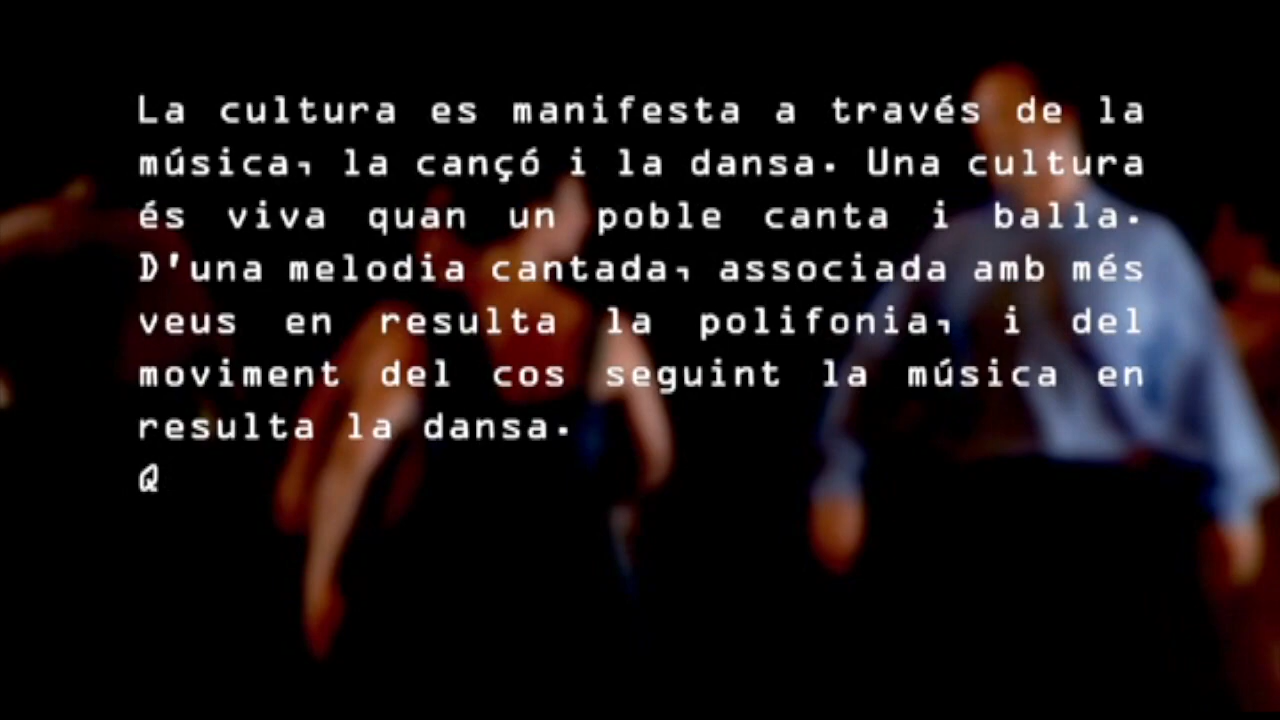 La cultura es manifesta a través de la
música, la cançó i la dansa. Una cultura
és viva quan un poble canta i balla.
D'una melodia cantada, associada amb més
veus en resulta la polifonia, i del
moviment del cos seguint la música en
resulta la dansa.
Q